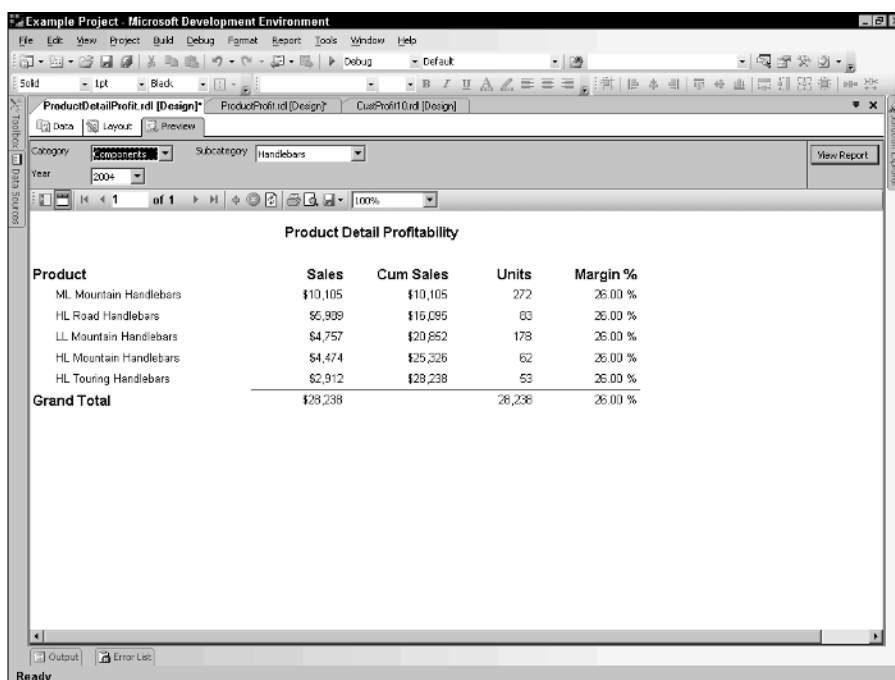 Example Project - Microsoft Development Environment
File Edit View Project Build Debug Format Report Tools Window Help
Debug Default
Solid 1pt Black B I U A
ProductDetailProfit.rdl [Design]* ProductProfit.rdl [Design]* CustProfit10.rdl [Design]
Toolbox
Data Sources
Data Layout Preview
Category Components Subcategory Handlebars View Report
Year 2004
1 of 1 100%
Product Detail Profitability
Product Sales Cum Sales Units Margin %
ML Mountain Handlebars $10,105 $10,105 272 26.00 %
HL Road Handlebars $5,989 $16,095 83 26.00 %
LL Mountain Handlebars $4,757 $20,852 178 26.00 %
HL Mountain Handlebars $4,474 $25,326 62 26.00 %
HL Touring Handlebars $2,912 $28,238 53 26.00 %
Grand Total $28,238 28,238 26.00 %
Output Error List
Ready